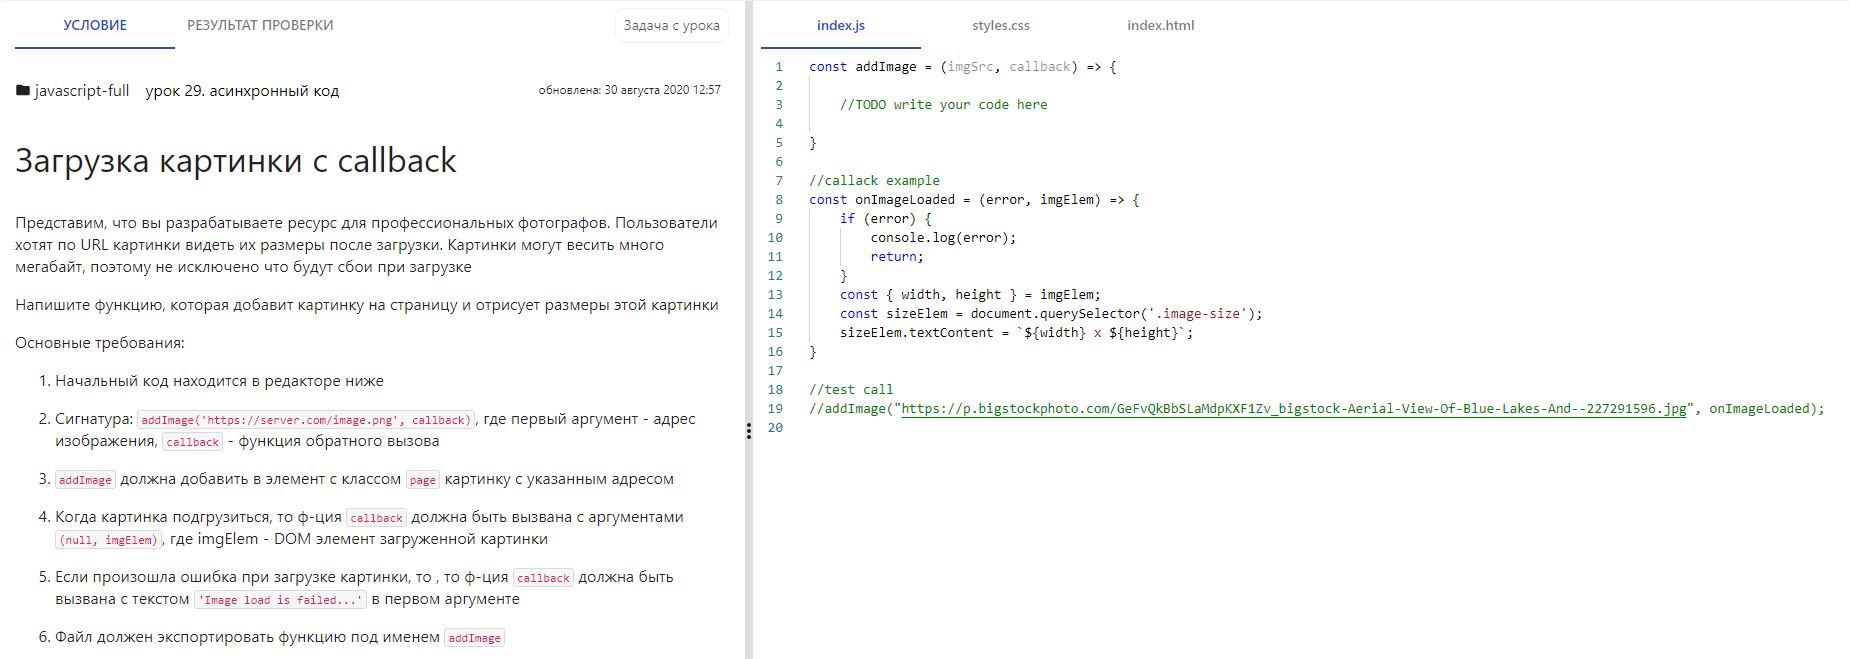 УСЛОВИЕ
РЕЗУЛЬТАТ ПРОВЕРКИ
Задача с урока
javascript-full урок 29. асинхронный код
обновлена: 30 августа 2020 12:57
Загрузка картинки с callback
Представим, что вы разрабатываете ресурс для профессиональных фотографов. Пользователи
хотят по URL картинки видеть их размеры после загрузки. Картинки могут весить много
мегабайт, поэтому не исключено что будут сбои при загрузке
Напишите функцию, которая добавит картинку на страницу и отрисует размеры этой картинки
Основные требования:
1. Начальный код находится в редакторе ниже
2. Сигнатура: addImage('https://server.com/image.png', callback), где первый аргумент - адрес
изображения, callback - функция обратного вызова
3. addImage должна добавить в элемент с классом page картинку с указанным адресом
4. Когда картинка подгрузиться, то ф-ция callback должна быть вызвана с аргументами
(null, imgElem), где imgElem - DOM элемент загруженной картинки
5. Если произошла ошибка при загрузке картинки, то , то ф-ция callback должна быть
вызвана с текстом 'Image load is failed...' в первом аргументе
6. Файл должен экспортировать функцию под именем addImage
index.js
styles.css
index.html
1 const addImage = (imgSrc, callback) => {
2
3 //TODO write your code here
4
5 }
6
7 //callack example
8 const onImageLoaded = (error, imgElem) => {
9 if (error) {
10 console.log(error);
11 return;
12 }
13 const { width, height } = imgElem;
14 const sizeElem = document.querySelector('.image-size');
15 sizeElem.textContent = `${width} x ${height}`;
16 }
17
18 //test call
19 //addImage("https://p.bigstockphoto.com/GeFvQkBbSLaMdpKXF1Zv_bigstock-Aerial-View-Of-Blue-Lakes-And--227291596.jpg", onImageLoaded);
20